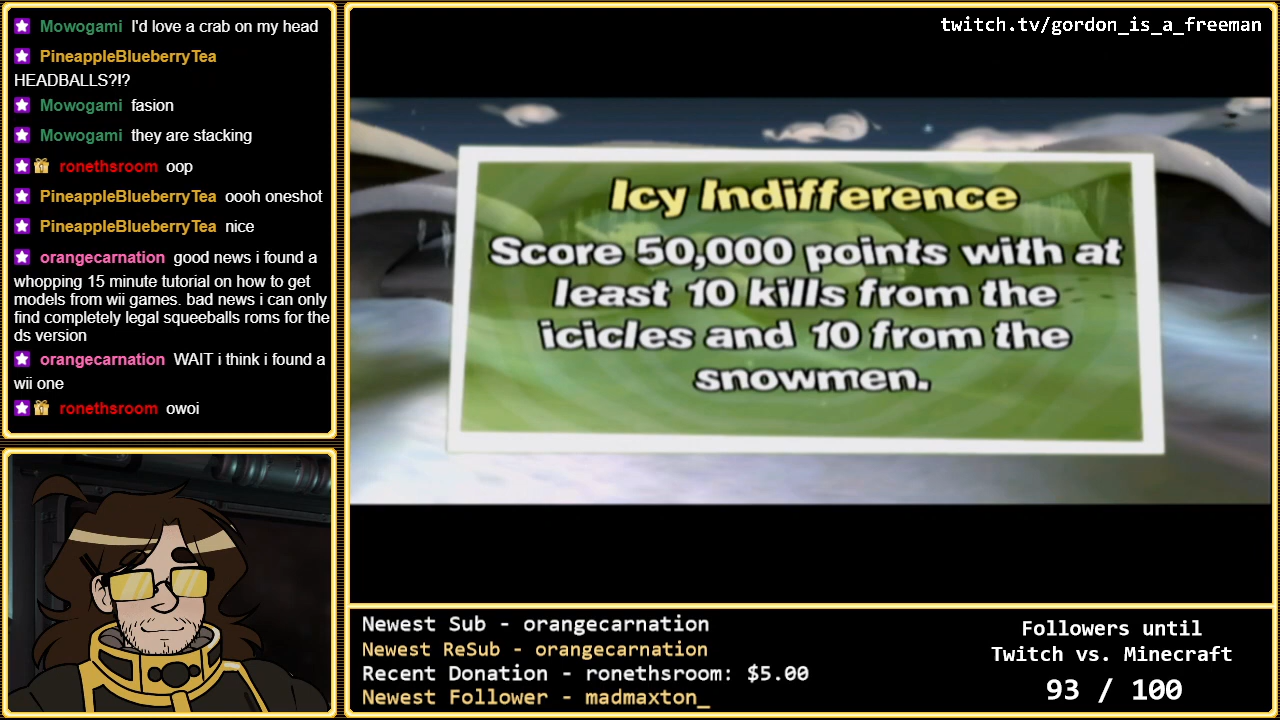 Mowogami I'd love a crab on my head
PineappleBlueberryTea
HEADBALLS?!?
Mowogami fasion
Mowogami they are stacking
ronethsroom oop
PineappleBlueberryTea oooh oneshot
PineappleBlueberryTea nice
orangecarnation good news i found a
whopping 15 minute tutorial on how to get
models from wii games. bad news i can only
find completely legal squeeballs roms for the
ds version
orangecarnation WAIT i think i found a
wii one
ronethsroom owoi
twitch.tv/gordon_is_a_freeman
Icy Indifference
Score 50,000 points with at
least 10 kills from the
icicles and 10 from the
snowmen.
Newest Sub - orangecarnation
Newest ReSub - orangecarnation
Recent Donation - ronethsroom: $5.00
Newest Follower - madmaxton_
Followers until
Twitch vs. Minecraft
93 / 100